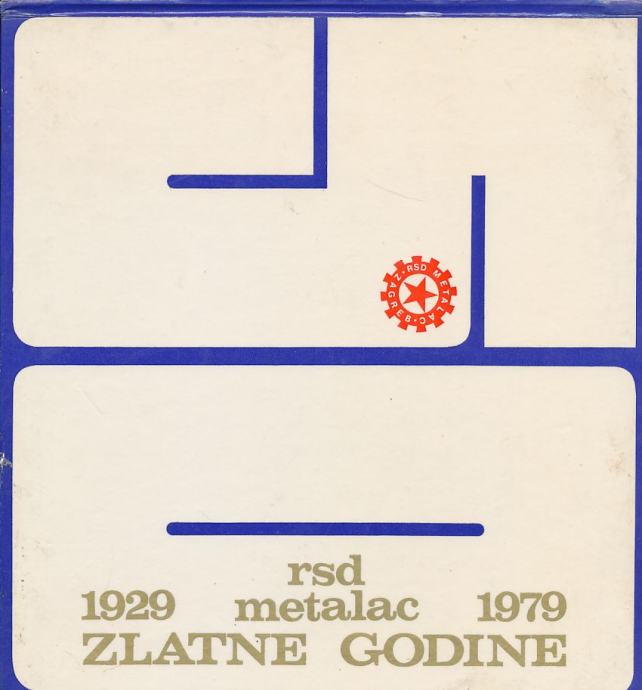 RSD METALAC · ZAGREB ·
rsd
1929 metalac 1979
ZLATNE GODINE